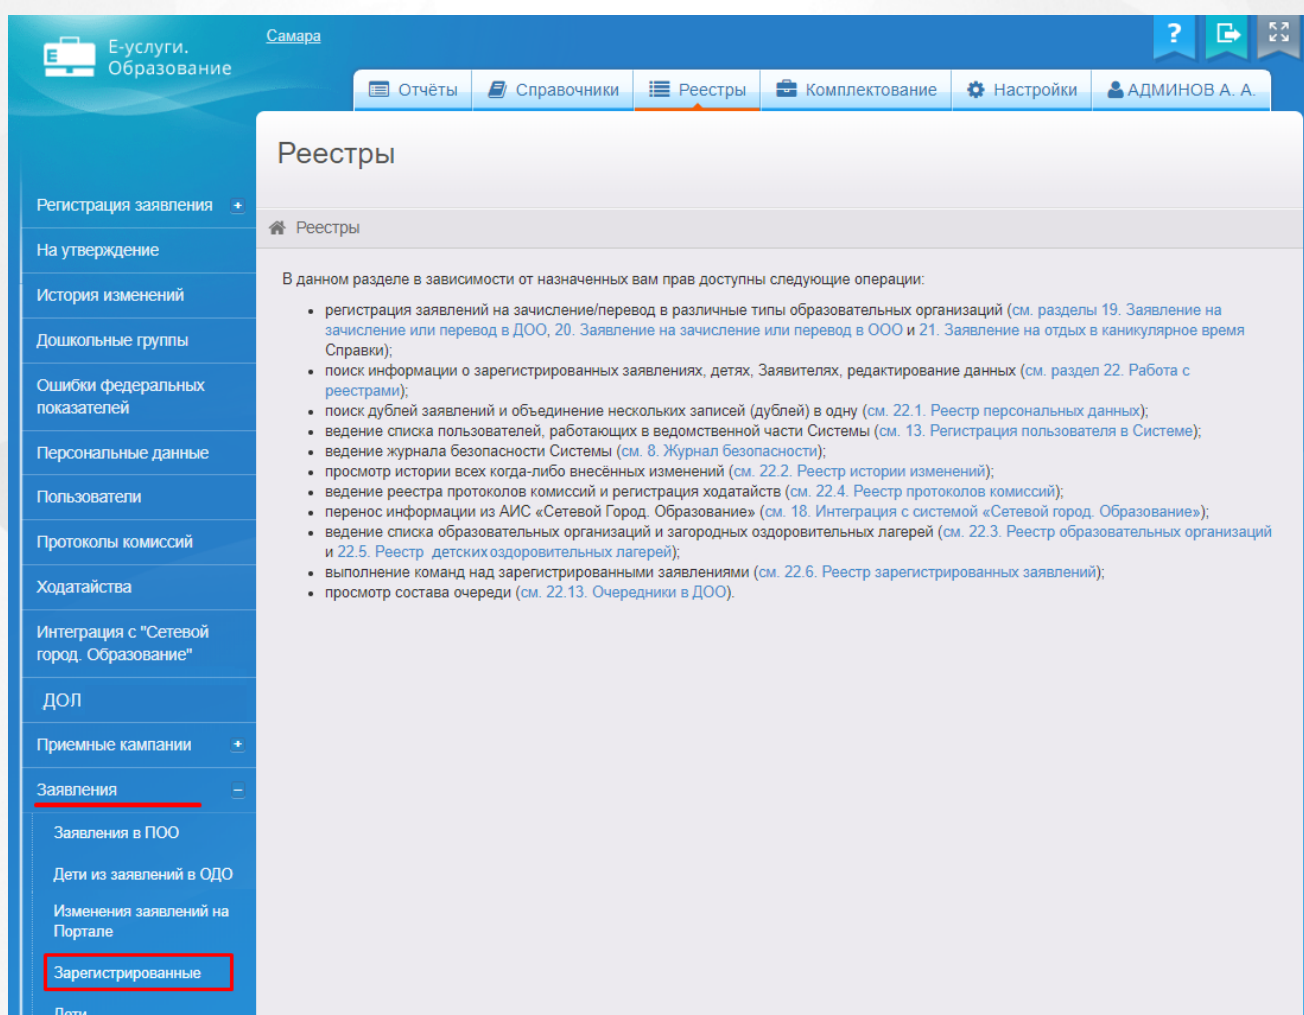 Е-услуги.
Образование
Самара
?
Отчёты Справочники Реестры Комплектование Настройки АДМИНОВ А. А.
Реестры
Реестры
Регистрация заявления +
На утверждение
История изменений
Дошкольные группы
Ошибки федеральных
показателей
Персональные данные
Пользователи
Протоколы комиссий
Ходатайства
Интеграция с "Сетевой
город. Образование"
ДОЛ
Приемные кампании +
Заявления –
Заявления в ПОО
Дети из заявлений в ОДО
Изменения заявлений на
Портале
Зарегистрированные
Дети
В данном разделе в зависимости от назначенных вам прав доступны следующие операции:
• регистрация заявлений на зачисление/перевод в различные типы образовательных организаций (см. разделы 19. Заявление на
зачисление или перевод в ДОО, 20. Заявление на зачисление или перевод в ООО и 21. Заявление на отдых в каникулярное время
Справки);
• поиск информации о зарегистрированных заявлениях, детях, Заявителях, редактирование данных (см. раздел 22. Работа с
реестрами);
• поиск дублей заявлений и объединение нескольких записей (дублей) в одну (см. 22.1. Реестр персональных данных);
• ведение списка пользователей, работающих в ведомственной части Системы (см. 13. Регистрация пользователя в Системе);
• ведение журнала безопасности Системы (см. 8. Журнал безопасности);
• просмотр истории всех когда-либо внесённых изменений (см. 22.2. Реестр истории изменений);
• ведение реестра протоколов комиссий и регистрация ходатайств (см. 22.4. Реестр протоколов комиссий);
• перенос информации из АИС «Сетевой Город. Образование» (см. 18. Интеграция с системой «Сетевой город. Образование»);
• ведение списка образовательных организаций и загородных оздоровительных лагерей (см. 22.3. Реестр образовательных организаций
и 22.5. Реестр детских оздоровительных лагерей);
• выполнение команд над зарегистрированными заявлениями (см. 22.6. Реестр зарегистрированных заявлений);
• просмотр состава очереди (см. 22.13. Очередники в ДОО).